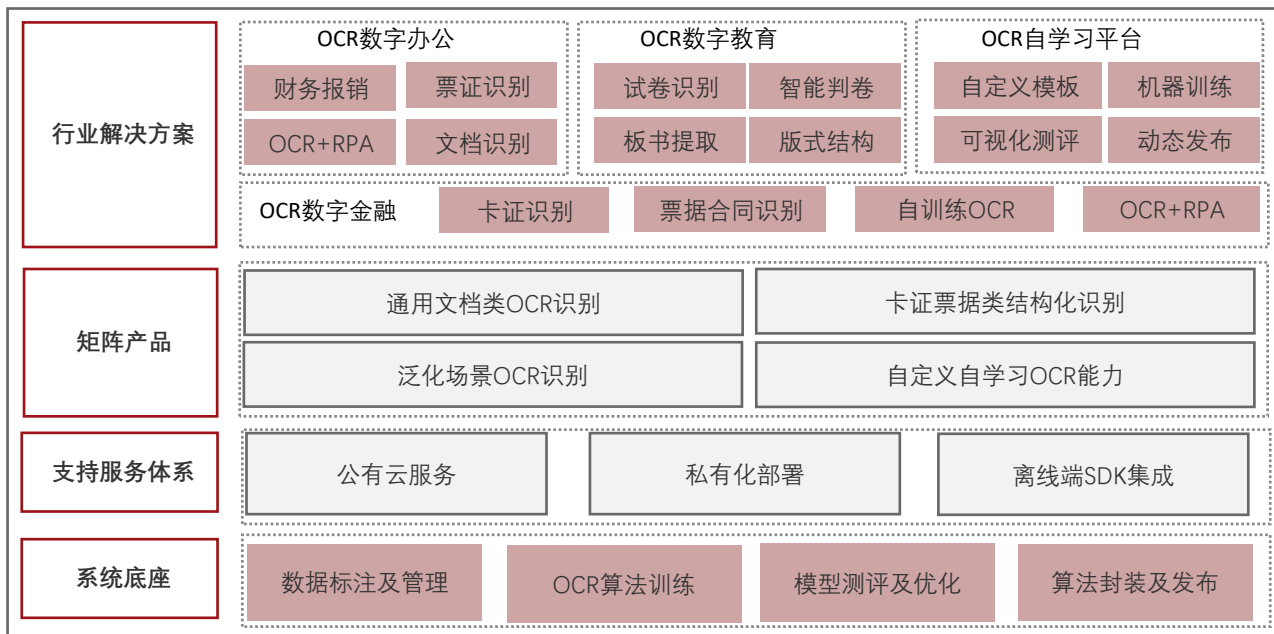 行业解决方案
OCR数字办公
财务报销
票证识别
OCR+RPA
文档识别
OCR数字教育
试卷识别
智能判卷
板书提取
版式结构
OCR自学习平台
自定义模板
机器训练
可视化测评
动态发布
OCR数字金融
卡证识别
票据合同识别
自训练OCR
OCR+RPA
矩阵产品
通用文档类OCR识别
卡证票据类结构化识别
泛化场景OCR识别
自定义自学习OCR能力
支持服务体系
公有云服务
私有化部署
离线端SDK集成
系统底座
数据标注及管理
OCR算法训练
模型测评及优化
算法封装及发布